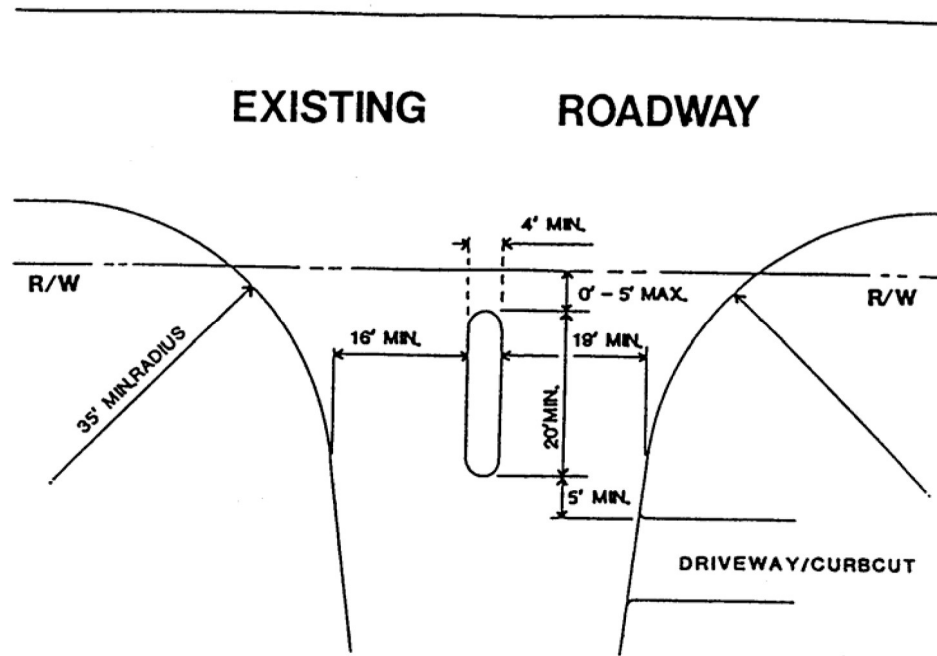 EXISTING ROADWAY
4' MIN.
R/W
0' - 5' MAX.
R/W
16' MIN.
19' MIN.
35' MIN.RADIUS
20'MIN.
5' MIN.
DRIVEWAY/CURBCUT